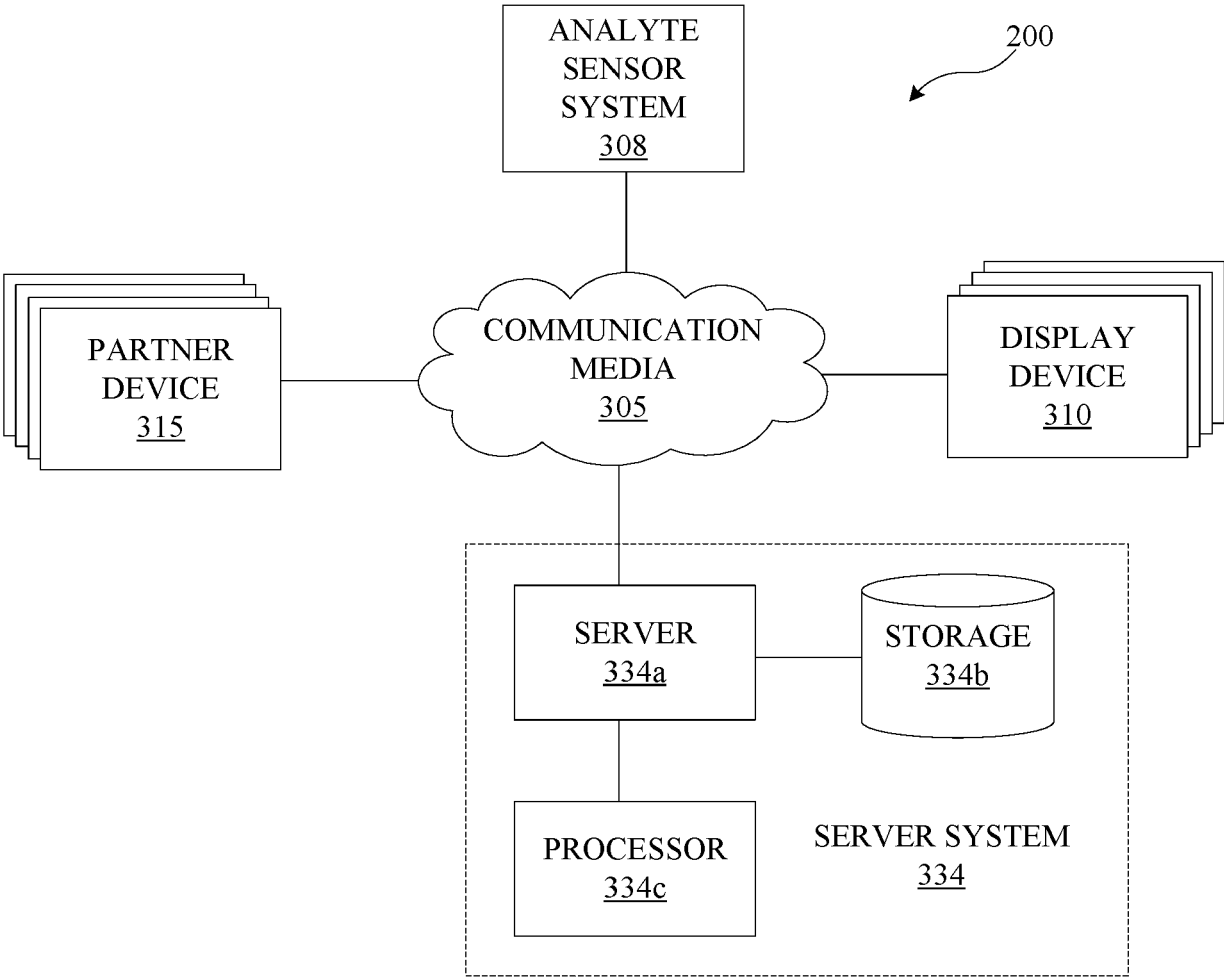 ANALYTE
SENSOR
SYSTEM
308
200
COMMUNICATION
MEDIA
305
PARTNER
DEVICE
315
DISPLAY
DEVICE
310
SERVER
334a
STORAGE
334b
PROCESSOR
334c
SERVER SYSTEM
334